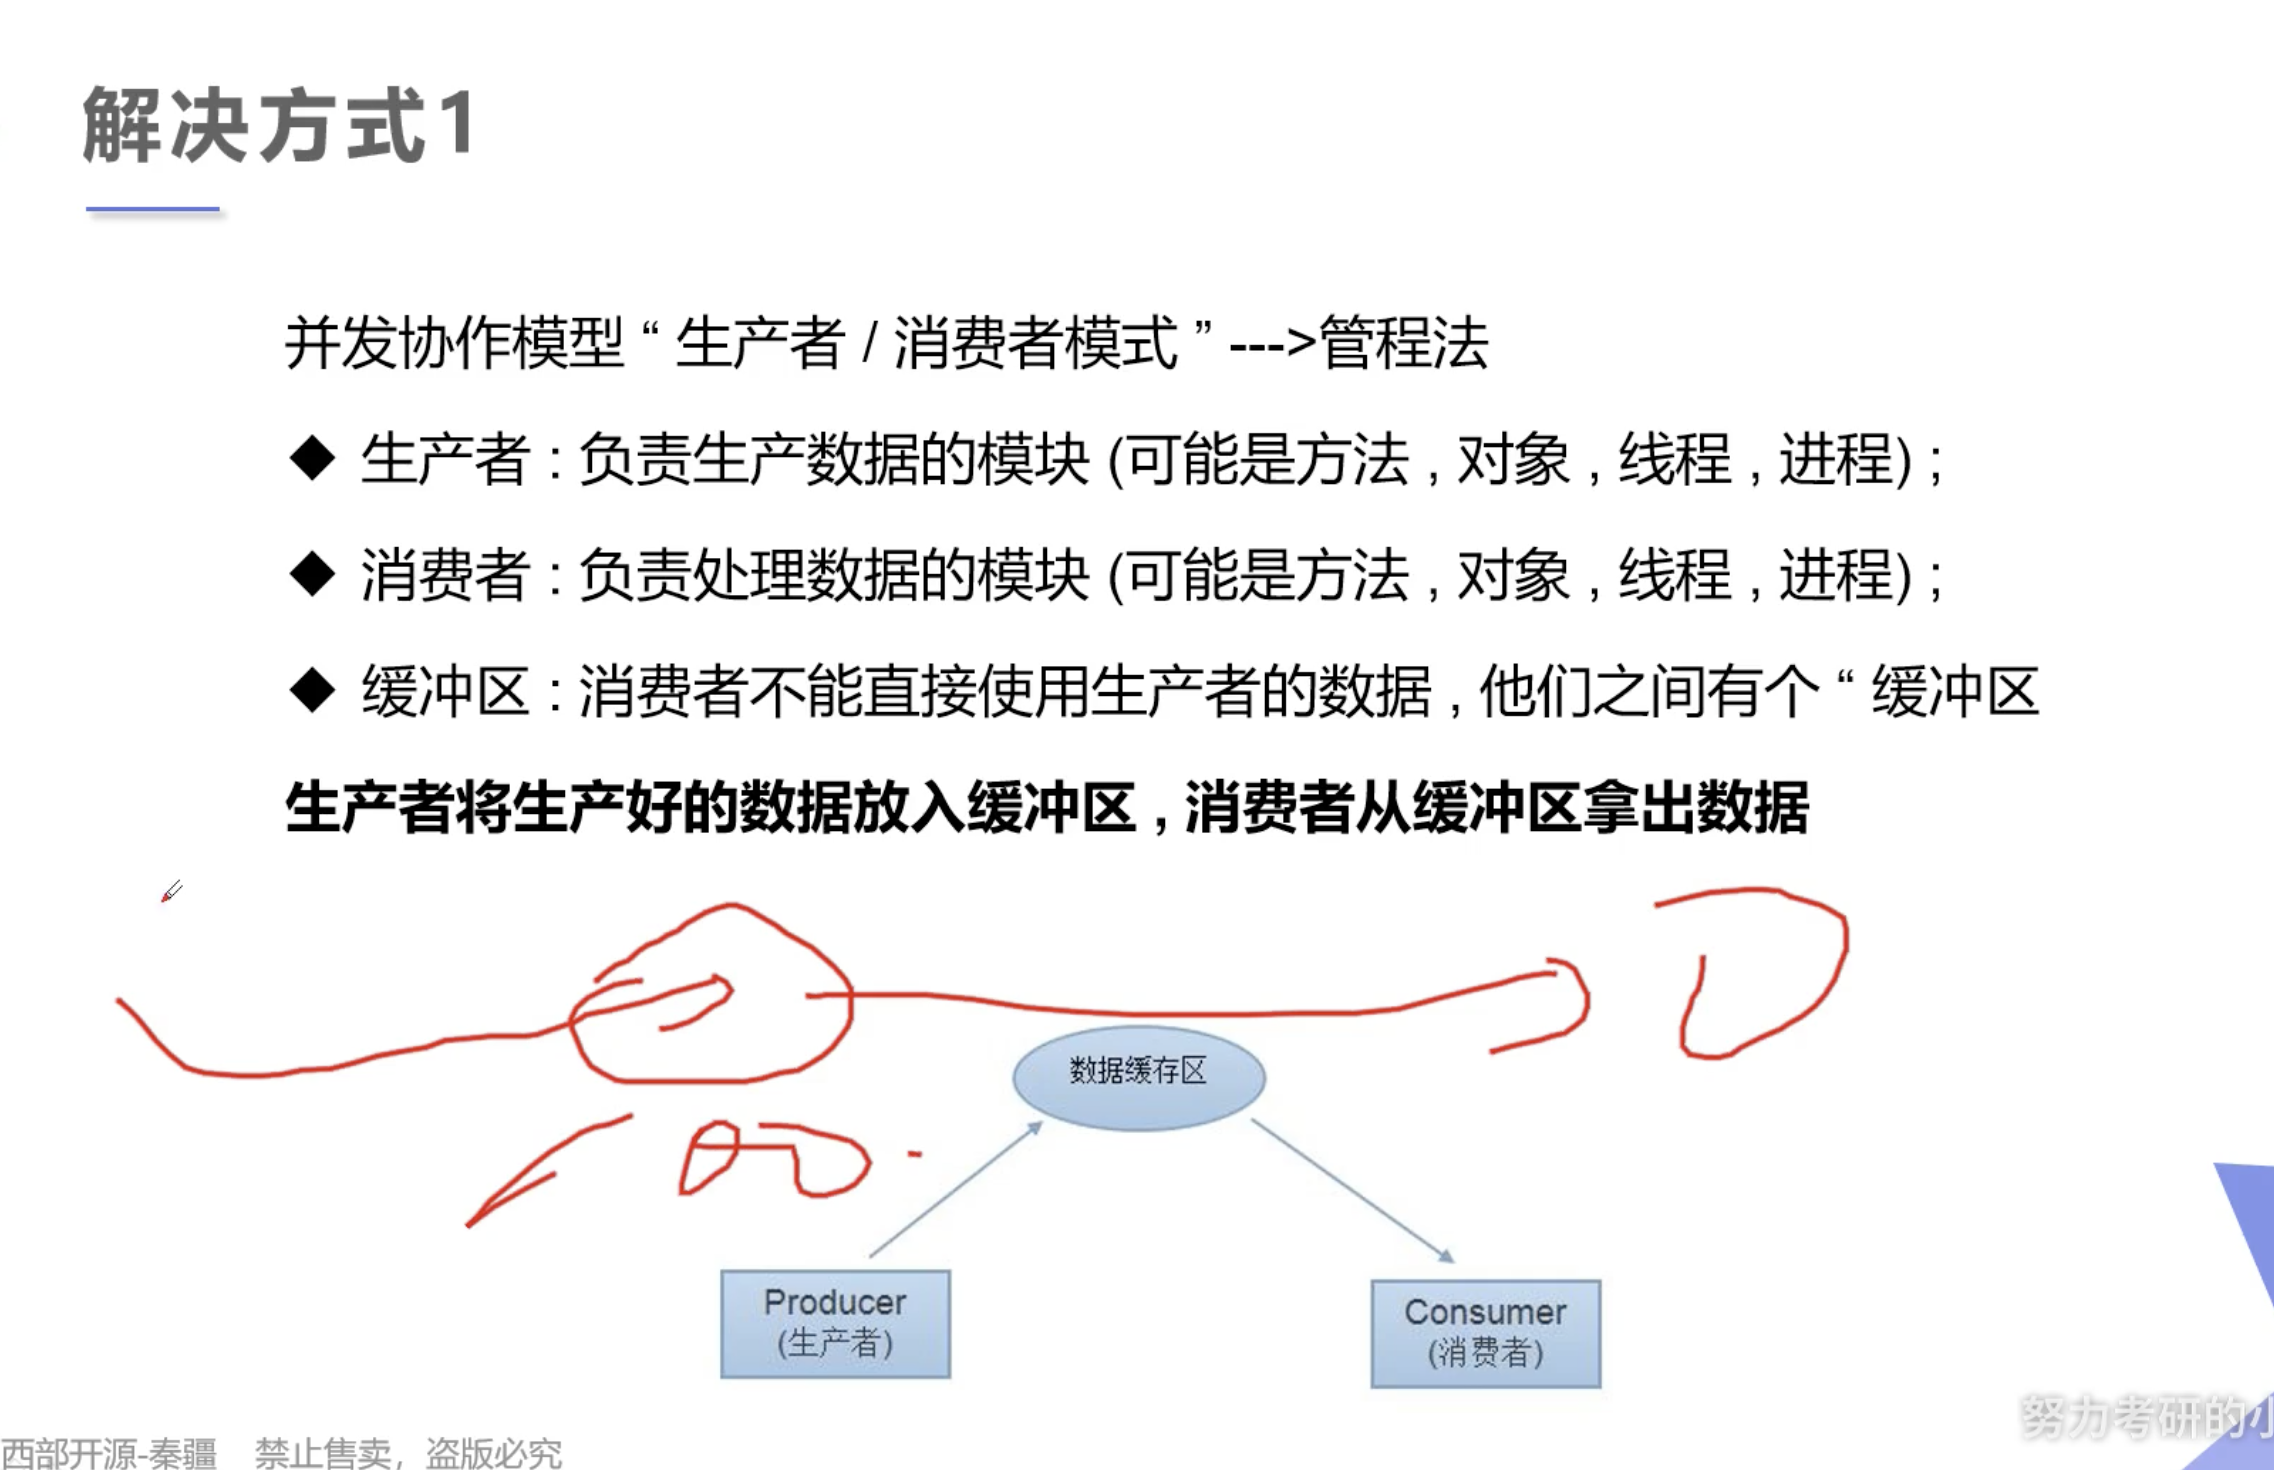 解决方式1
并发协作模型 “ 生产者 / 消费者模式 ” --->管程法
◆ 生产者 : 负责生产数据的模块 (可能是方法 , 对象 , 线程 , 进程) ;
◆ 消费者 : 负责处理数据的模块 (可能是方法 , 对象 , 线程 , 进程) ;
◆ 缓冲区 : 消费者不能直接使用生产者的数据 , 他们之间有个 “ 缓冲区
生产者将生产好的数据放入缓冲区 , 消费者从缓冲区拿出数据
数据缓存区
Producer
(生产者)
Consumer
(消费者)
努力考研的小
西部开源-秦疆 禁止售卖，盗版必究